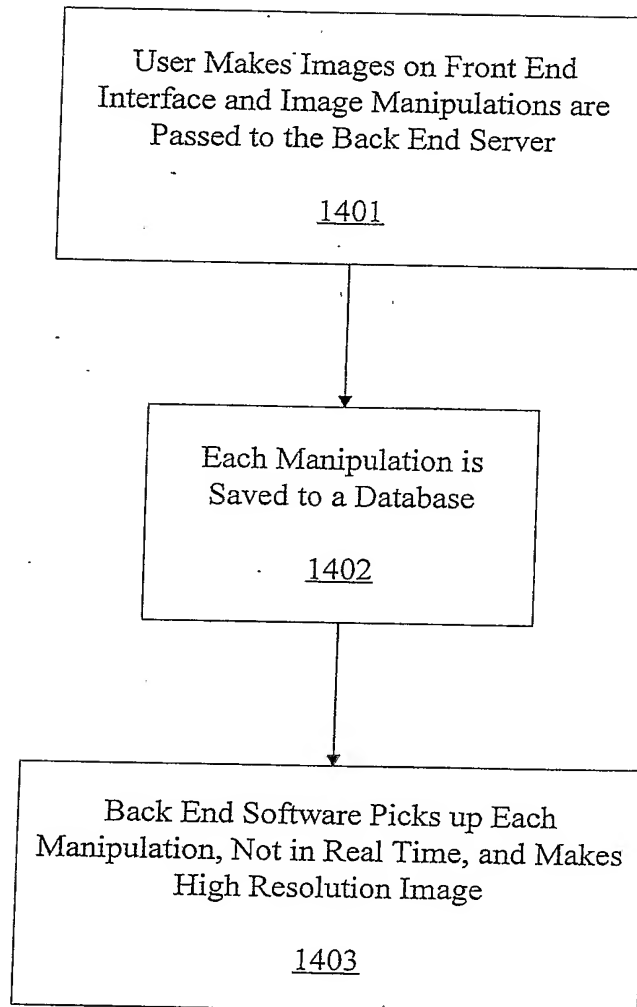 User Makes Images on Front End
Interface and Image Manipulations are
Passed to the Back End Server
1401
Each Manipulation is
Saved to a Database
1402
Back End Software Picks up Each
Manipulation, Not in Real Time, and Makes
High Resolution Image
1403